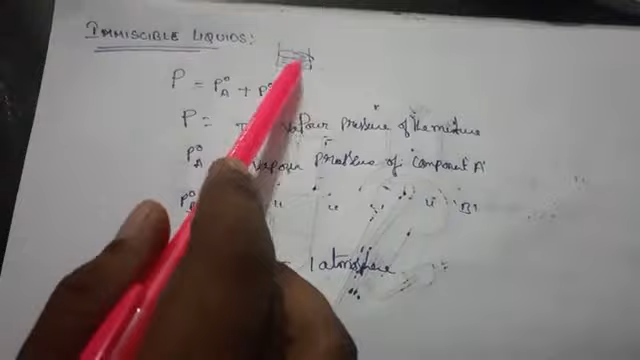 IMMISCIBLE LIQUIDS:
P = P°A + P°
P = vapour pressure of the mixture
P°A vapour pressure of component 'A'
P° " " " 'B'
1 atmosphere